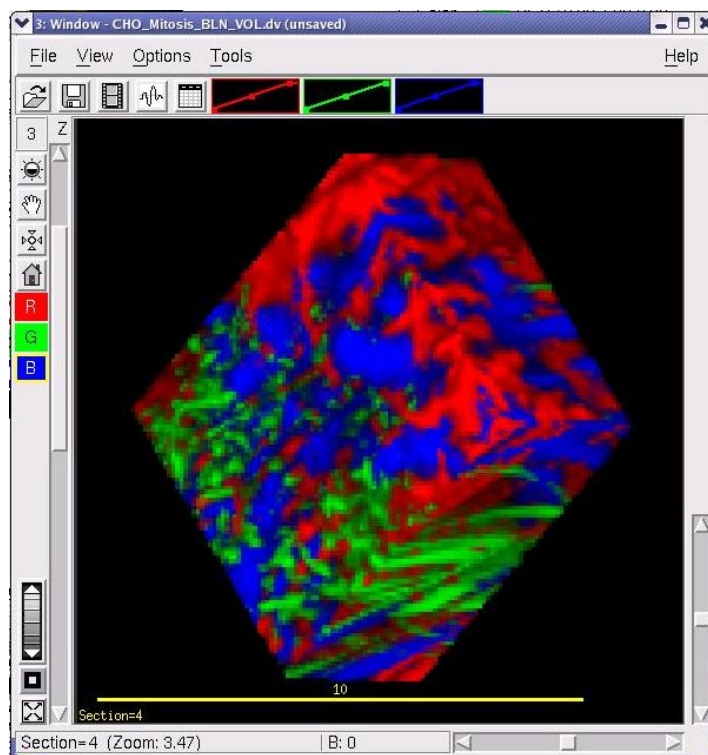 3: Window - CHO_Mitosis_BLN_VOL.dv (unsaved)
File View Options Tools Help
3 Z
R
G
B
10
Section=4
Section=4 (Zoom: 3.47) B: 0